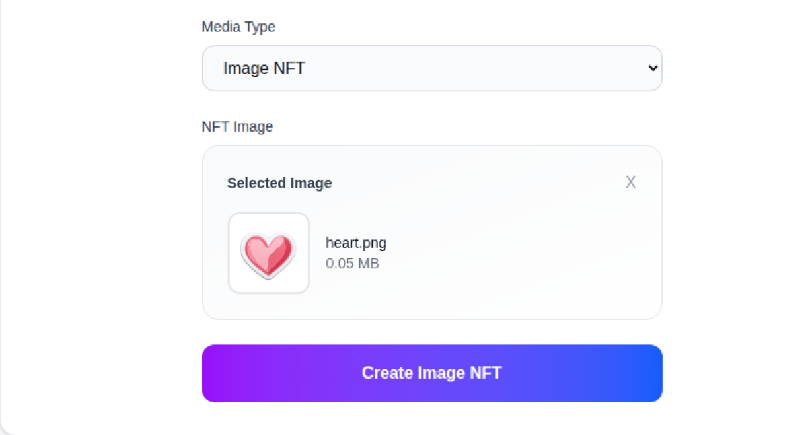 Media Type
Image NFT
NFT Image
Selected Image
X
heart.png
0.05 MB
Create Image NFT